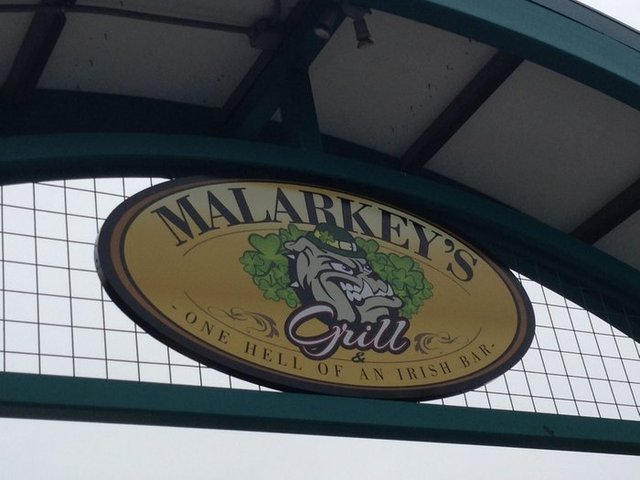 MALARKEY'S
Grill
&
-ONE HELL OF AN IRISH BAR-